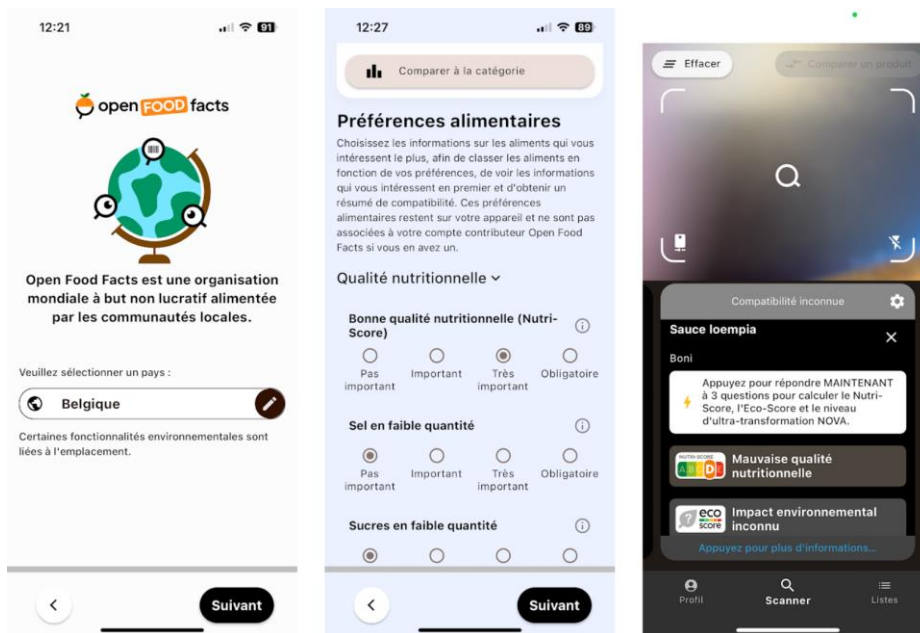 12:21
91
open FOOD facts
Open Food Facts est une organisation
mondiale à but non lucratif alimentée
par les communautés locales.
Veuillez sélectionner un pays :
Belgique
Certaines fonctionnalités environnementales sont
liées à l'emplacement.
Suivant
12:27
89
Comparer à la catégorie
Préférences alimentaires
Choisissez les informations sur les aliments qui vous
intéressent le plus, afin de classer les aliments en
fonction de vos préférences, de voir les informations
qui vous intéressent en premier et d'obtenir un
résumé de compatibilité. Ces préférences
alimentaires restent sur votre appareil et ne sont pas
associées à votre compte contributeur Open Food
Facts si vous en avez un.
Qualité nutritionnelle
Bonne qualité nutritionnelle (Nutri-
Score)
Pas important
Important
Très important
Obligatoire
Sel en faible quantité
Pas important
Important
Très important
Obligatoire
Sucres en faible quantité
Suivant
Effacer
Comparer un produit
Compatibilité inconnue
Sauce loempia
Boni
Appuyez pour répondre MAINTENANT
à 3 questions pour calculer le Nutri-
Score, l'Eco-Score et le niveau
d'ultra-transformation NOVA.
NUTRI-SCORE
A B C D E
Mauvaise qualité
nutritionnelle
?
eco
score
Impact environnemental
inconnu
Appuyez pour plus d'informations...
Profil
Scanner
Listes